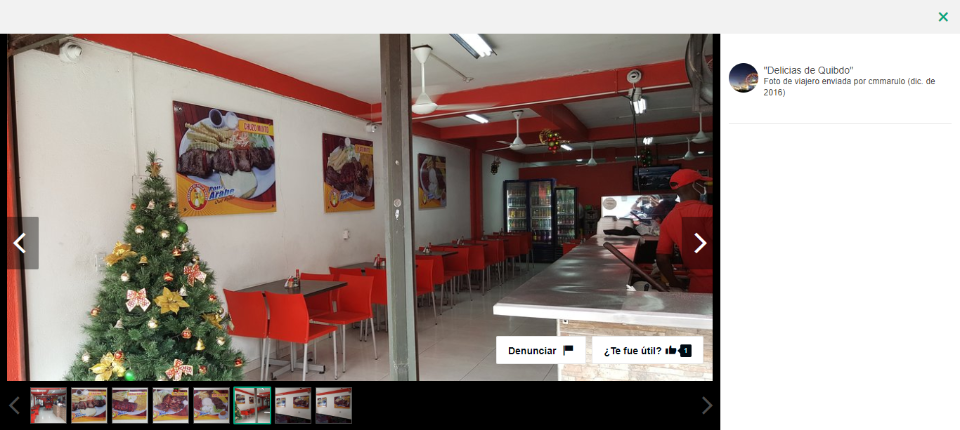 "Delicias de Quibdo"
Foto de viajero enviada por cmmarulo (dic. de
2016)
Denunciar
¿Te fue útil? 1